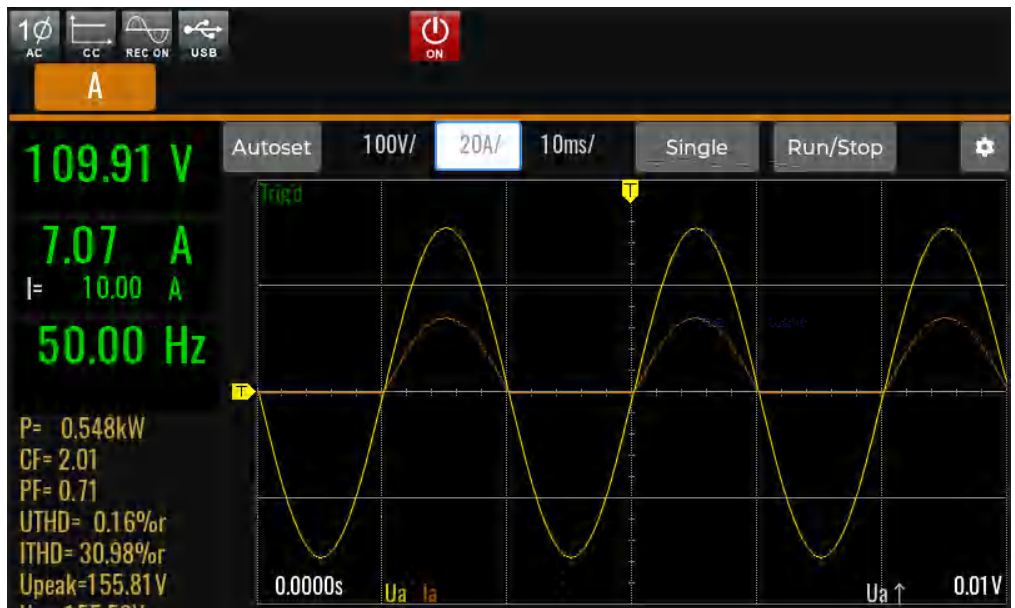 1Ø AC CC REC ON USB ON
A
Autoset 100V/ 20A/ 10ms/ Single Run/Stop
109.91 V
Trig'd T
7.07 A
I= 10.00 A
50.00 Hz
T
P= 0.548kW
CF= 2.01
PF= 0.71
UTHD= 0.16%r
ITHD= 30.98%r
Upeak=155.81V
0.0000s Ua Ia Ua↑ 0.01V